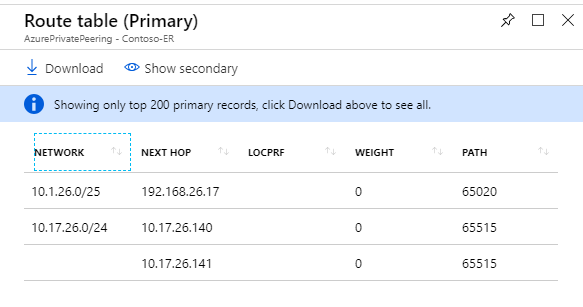 Route table (Primary)
AzurePrivatePeering - Contoso-ER
Download Show secondary
Showing only top 200 primary records, click Download above to see all.
NETWORK NEXT HOP LOCPRF WEIGHT PATH
10.1.26.0/25 192.168.26.17 0 65020
10.17.26.0/24 10.17.26.140 0 65515
10.17.26.141 0 65515